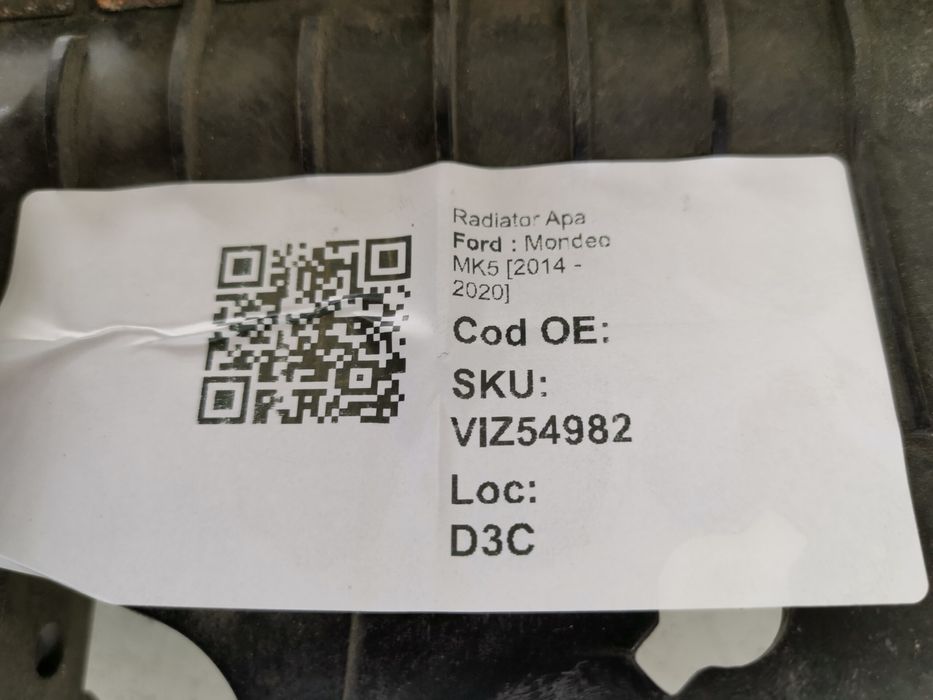 Radiator Apa
Ford : Mondeo
MK5 [2014 -
2020]
Cod OE:
SKU:
VIZ54982
Loc:
D3C